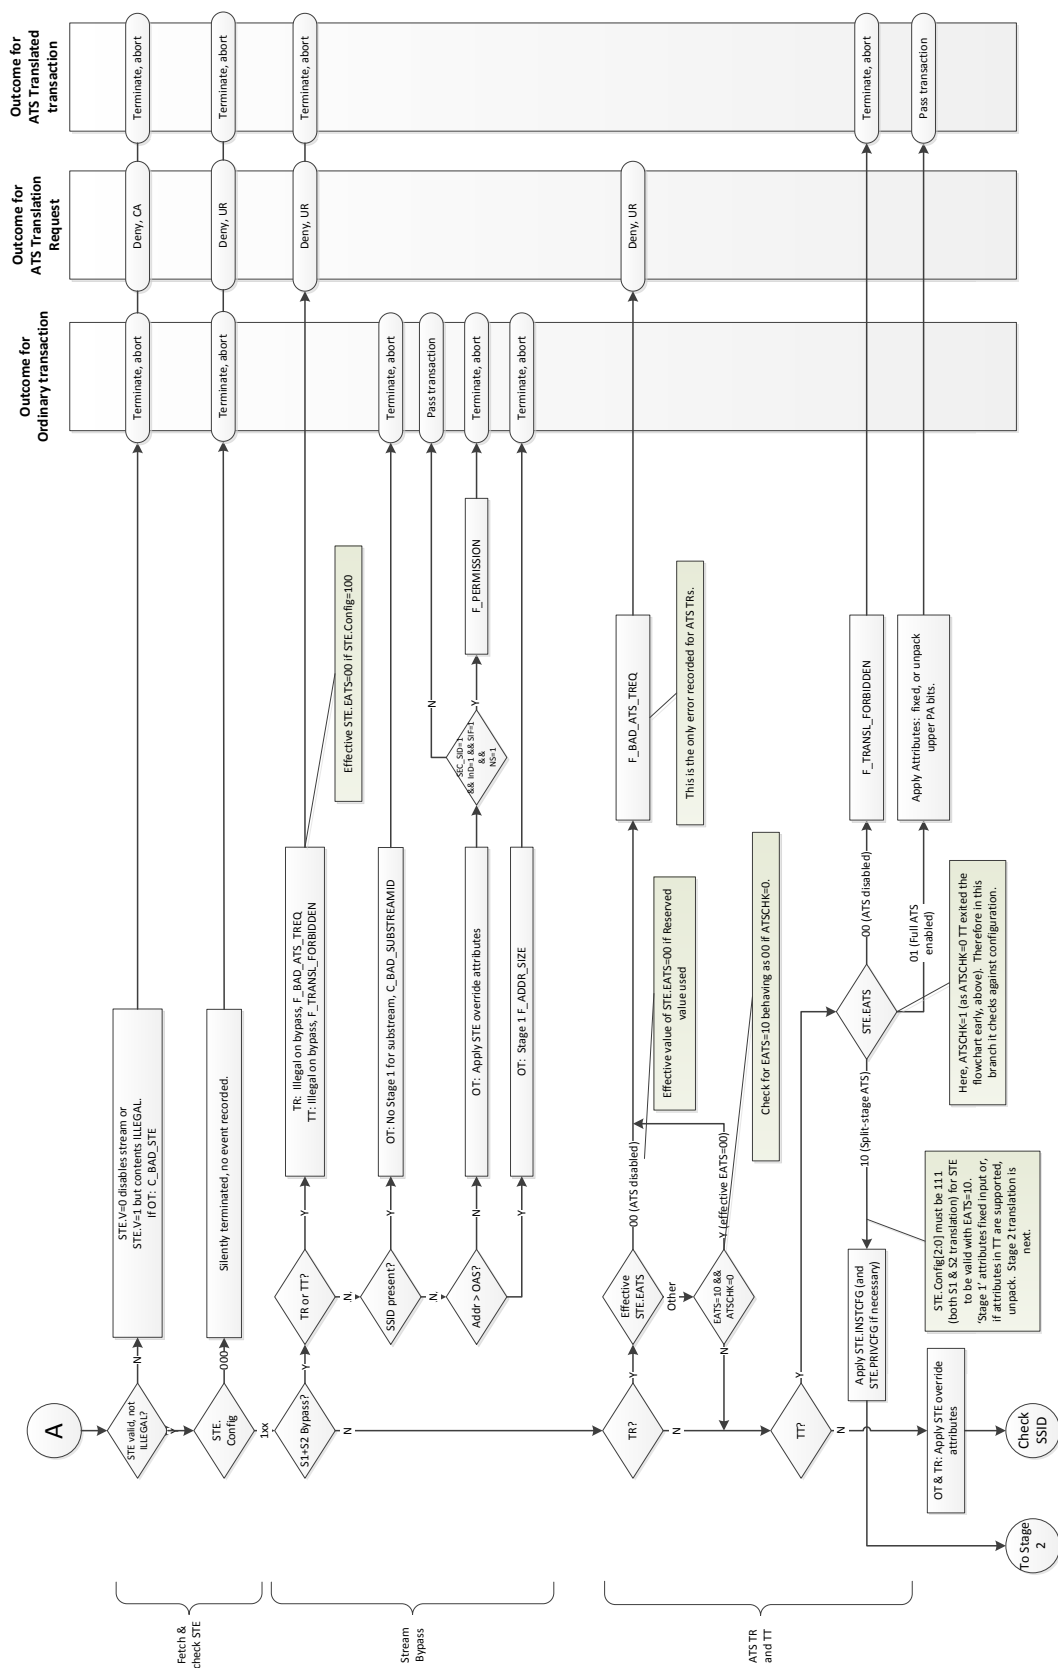 Outcome for
Ordinary transaction
Outcome for
ATS Translation
Request
Outcome for
ATS Translated
transaction
A
Fetch &
check STE
STE valid, not
ILLEGAL?
N
Y
STE.V=0 disables stream or
STE.V=1 but contents ILLEGAL.
If OT: C_BAD_STE
Terminate, abort
Deny, CA
Terminate, abort
STE.
Config
000
1xx
Silently terminated, no event recorded.
Terminate, abort
Deny, UR
Terminate, abort
Stream
Bypass
S1+S2 Bypass?
Y
N
TR or TT?
Y
N
TR: Illegal on bypass, F_BAD_ATS_TREQ
TT: Illegal on bypass, F_TRANSL_FORBIDDEN
Effective STE.EATS=00 if STE.Config=100
Deny, UR
Terminate, abort
SSID present?
Y
N
OT: No Stage 1 for substream, C_BAD_SUBSTREAMID
Terminate, abort
Addr > OAS?
N
Y
OT: Apply STE override attributes
SEC_SID=1
&& InD=1 && SIF=1
&&
NS=1
N
Y
Pass transaction
F_PERMISSION
Terminate, abort
OT: Stage 1 F_ADDR_SIZE
Terminate, abort
ATS TR
and TT
TR?
Y
N
Effective
STE.EATS
00 (ATS disabled)
Other
Effective value of STE.EATS=00 if Reserved
value used
F_BAD_ATS_TREQ
This is the only error recorded for ATS TRs.
Deny, UR
EATS=10 &&
ATSCHK=0
N
Y (effective EATS=00)
Check for EATS=10 behaving as 00 if ATSCHK=0.
TT?
Y
N
STE.EATS
00 (ATS disabled)
F_TRANSL_FORBIDDEN
Terminate, abort
01 (Full ATS
enabled)
Apply Attributes: fixed, or unpack
upper PA bits.
Pass transaction
Here, ATSCHK=1 (as ATSCHK=0 TT exited the
flowchart early, above). Therefore in this
branch it checks against configuration.
10 (Split-stage ATS)
Apply STE.INSTCFG (and
STE.PRIVCFG if necessary)
STE.Config[2:0] must be 111
(both S1 & S2 translation) for STE
to be valid with EATS=10.
‘Stage 1’ attributes fixed input or,
if attributes in TT are supported,
unpack. Stage 2 translation is
next.
OT & TR: Apply STE override
attributes
To Stage
2
Check
SSID